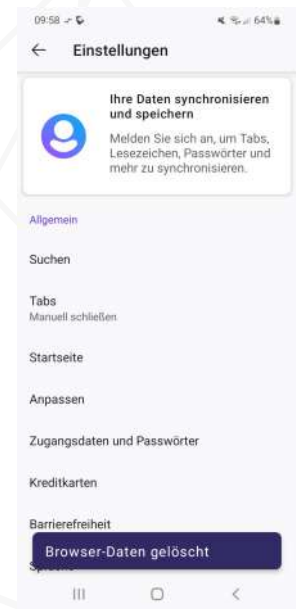 09:58 64%
Einstellungen
Ihre Daten synchronisieren
und speichern
Melden Sie sich an, um Tabs,
Lesezeichen, Passwörter und
mehr zu synchronisieren.
Allgemein
Suchen
Tabs
Manuell schließen
Startseite
Anpassen
Zugangsdaten und Passwörter
Kreditkarten
Barrierefreiheit
Browser-Daten gelöscht